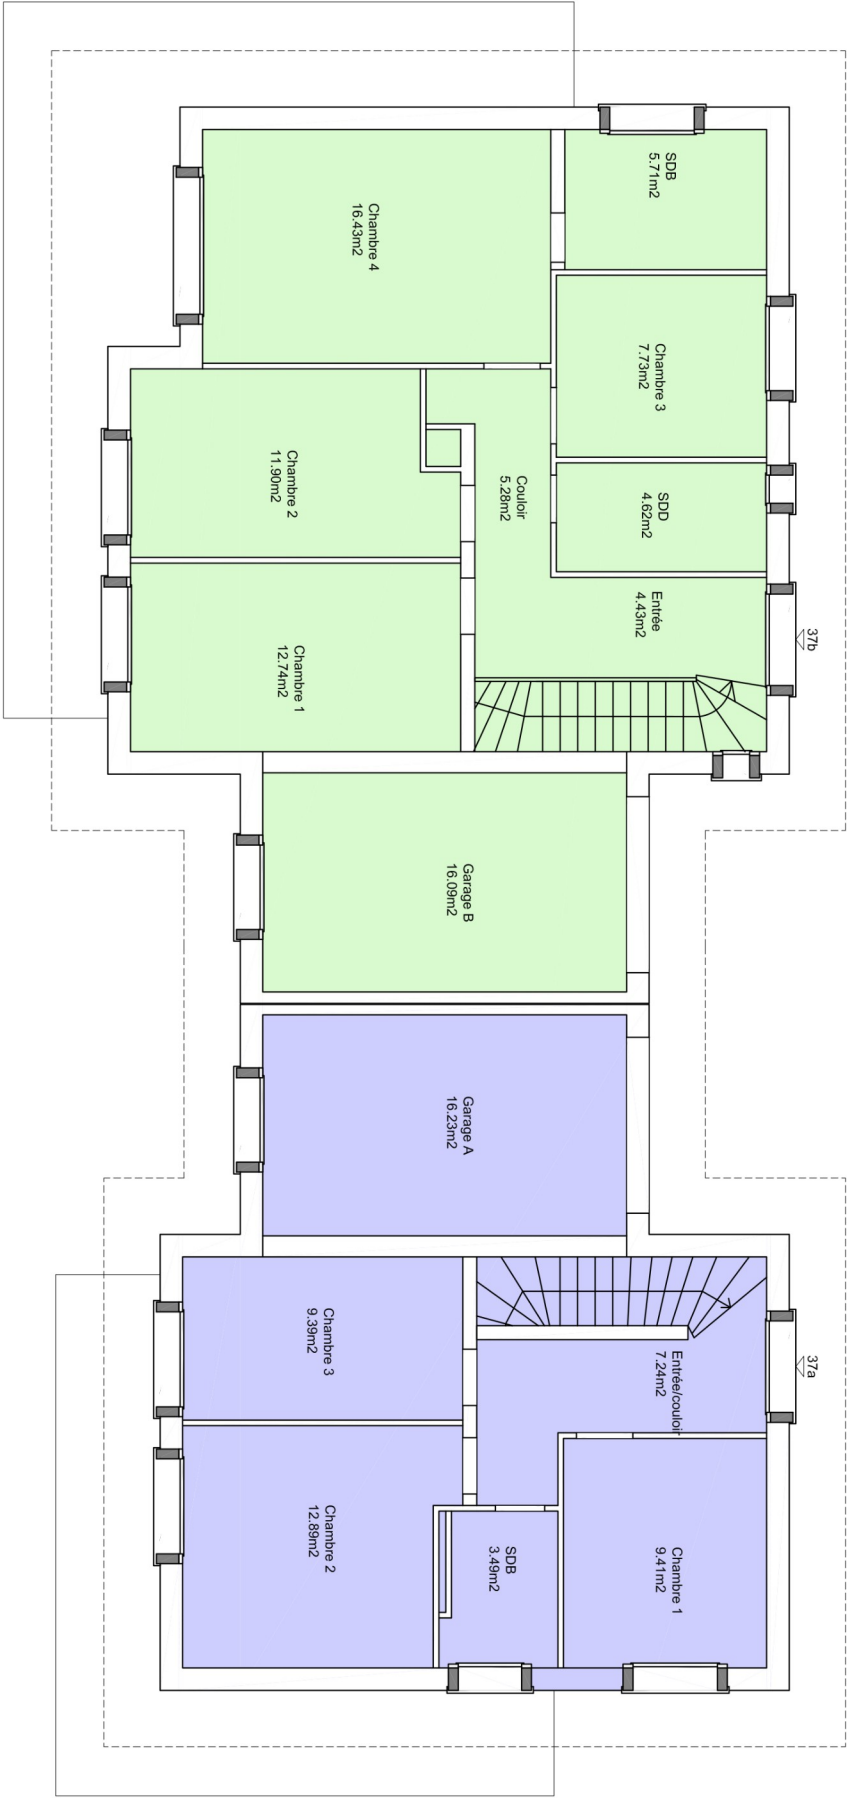 SDB
5.71m2
Chambre 4
16.43m2
Chambre 3
7.73m2
Chambre 2
11.90m2
Couloir
5.28m2
SDD
4.62m2
Entrée
4.43m2
37b
Chambre 1
12.74m2
Garage B
16.09m2
Garage A
16.23m2
Chambre 3
9.39m2
Entrée/couloir
7.24m2
37a
Chambre 2
12.89m2
SDB
3.49m2
Chambre 1
9.41m2